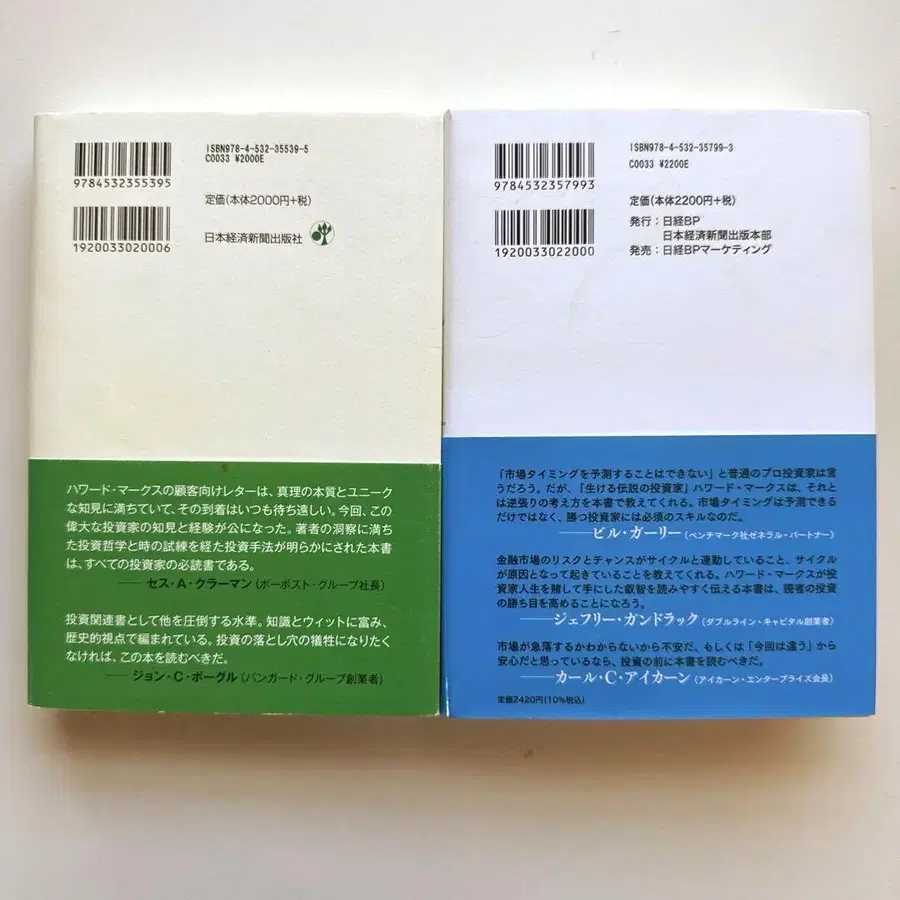 ISBN978-4-532-35539-5
C0033 ¥2000E
9784532355395
定価(本体2000円+税)
1920033020006
日本経済新聞出版社
ハワード・マークスの顧客向けレターは、真理の本質とユニーク
な知見に満ちていて、その到着はいつも待ち遠しい。今回、この
偉大な投資家の知見と経験が公になった。著者の洞察に満ち
た投資哲学と時の試練を経た投資手法が明らかにされた本書
は、すべての投資家の必読書である。
——セス・A・クラーマン(ボーポスト・グループ社長)
投資関連書として他を圧倒する水準。知識とウィットに富み、
歴史的視点で編まれている。投資の落とし穴の犠牲になりたく
なければ、この本を読むべきだ。
——ジョン・C・ボーグル(バンガード・グループ創業者)
ISBN978-4-532-35799-3
C0033 ¥2200E
9784532357993
定価(本体2200円+税)
1920033022000
発行:日経BP
日本経済新聞出版本部
発売:日経BPマーケティング
「市場タイミングを予測することはできない」と普通のプロ投資家は言
うだろう。だが、「生ける伝説の投資家」ハワード・マークスは、それと
は逆張りの考え方を本書で教えてくれる。市場タイミングは予測できる
だけではなく、勝つ投資家には必須のスキルなのだ。
——ビル・ガーリー(ベンチマーク社ゼネラル・パートナー)
金融市場のリスクとチャンスがサイクルと連動していること、サイクル
が原因となって起きていることを教えてくれる。ハワード・マークスが投
資家人生を賭して手にした叡智を読みやすく伝える本書は、読者の投資
の勝ち目を高めることになろう。
——ジェフリー・ガンドラック(ダブルライン・キャピタル創業者)
市場が急落するかわからないから不安だ、もしくは「今回は違う」から
安心だと思っているなら、投資の前に本書を読むべきだ。
——カール・C・アイカーン(アイカーン・エンタープライズ会長)
定価2420円(10%税込)